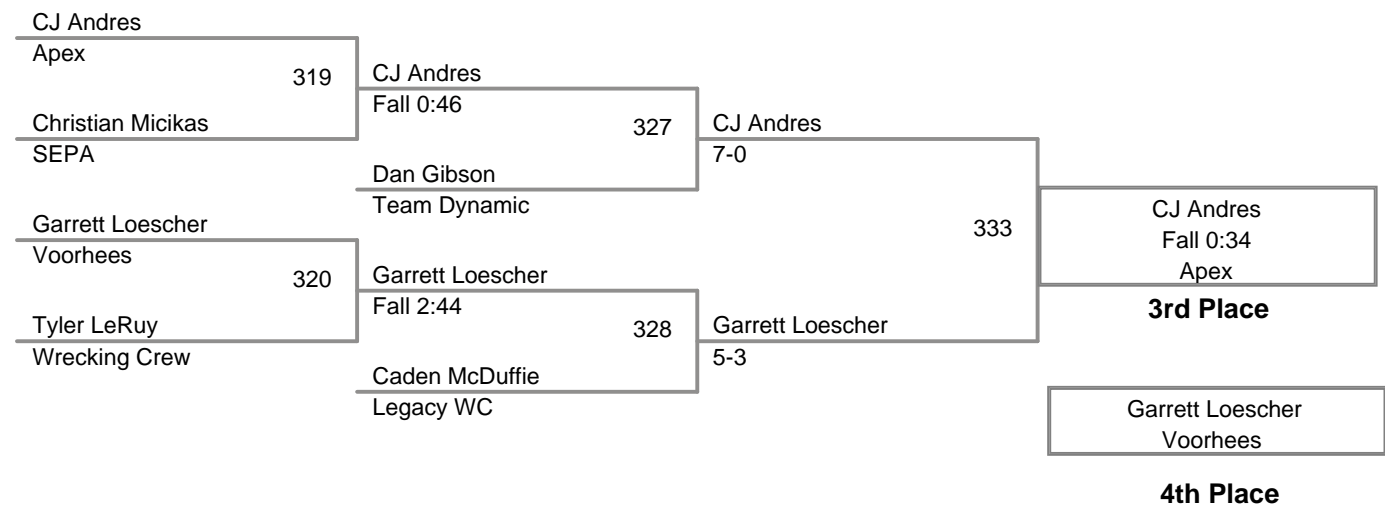 CJ Andres
Apex
319
Christian Micikas
SEPA
Garrett Loescher
Voorhees
320
Tyler LeRuy
Wrecking Crew
CJ Andres
Fall 0:46
327
Dan Gibson
Team Dynamic
Garrett Loescher
Fall 2:44
328
Caden McDuffie
Legacy WC
CJ Andres
7-0
333
Garrett Loescher
5-3
CJ Andres
Fall 0:34
Apex
3rd Place
Garrett Loescher
Voorhees
4th Place